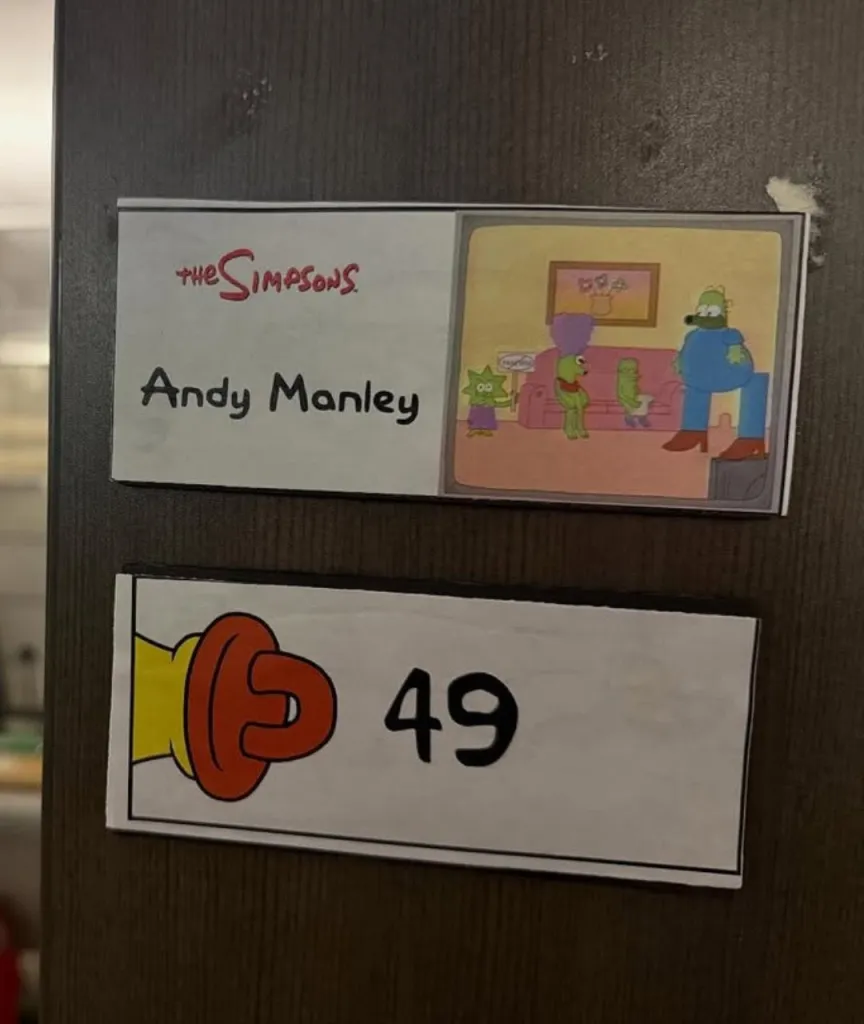 the Simpsons
Andy Manley
49